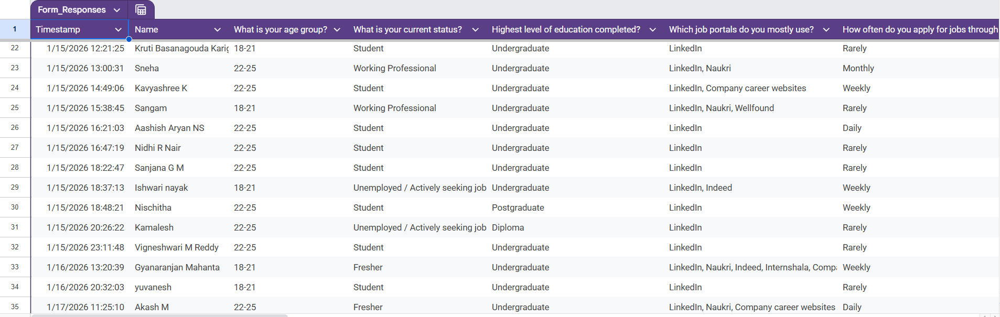 Form_Responses
1 Timestamp Name What is your age group? What is your current status? Highest level of education completed? Which job portals do you mostly use? How often do you apply for jobs through
22 1/15/2026 12:21:25 Kruti Basanagouda 18-21 Student Undergraduate LinkedIn Rarely
23 1/15/2026 13:00:31 Sneha 22-25 Working Professional Undergraduate LinkedIn, Naukri Monthly
24 1/15/2026 14:49:06 Kavyashree K 22-25 Student Undergraduate LinkedIn, Company career websites Weekly
25 1/15/2026 15:38:45 Sangam 18-21 Working Professional Undergraduate LinkedIn, Naukri, Wellfound Rarely
26 1/15/2026 16:21:03 Aashish Aryan NS 22-25 Student Undergraduate LinkedIn Daily
27 1/15/2026 16:47:19 Nidhi R Nair 22-25 Student Undergraduate LinkedIn Rarely
28 1/15/2026 18:22:47 Sanjana G M 22-25 Student Undergraduate LinkedIn Rarely
29 1/15/2026 18:37:13 Ishwari nayak 18-21 Unemployed / Actively seeking job Undergraduate LinkedIn, Indeed Weekly
30 1/15/2026 18:48:21 Nischitha 22-25 Student Postgraduate LinkedIn Weekly
31 1/15/2026 20:26:22 Kamalesh 22-25 Unemployed / Actively seeking job Diploma LinkedIn Rarely
32 1/15/2026 23:11:48 Vigneshwari M Reddy 22-25 Student Undergraduate LinkedIn Rarely
33 1/16/2026 13:20:39 Gyanaranjan Mahanta 18-21 Fresher Undergraduate LinkedIn, Naukri, Indeed, Internshala, Weekly
34 1/16/2026 20:32:03 yuvanesh 18-21 Student Undergraduate LinkedIn Rarely
35 1/17/2026 11:25:10 Akash M 22-25 Fresher Undergraduate LinkedIn, Naukri, Company career websites Daily